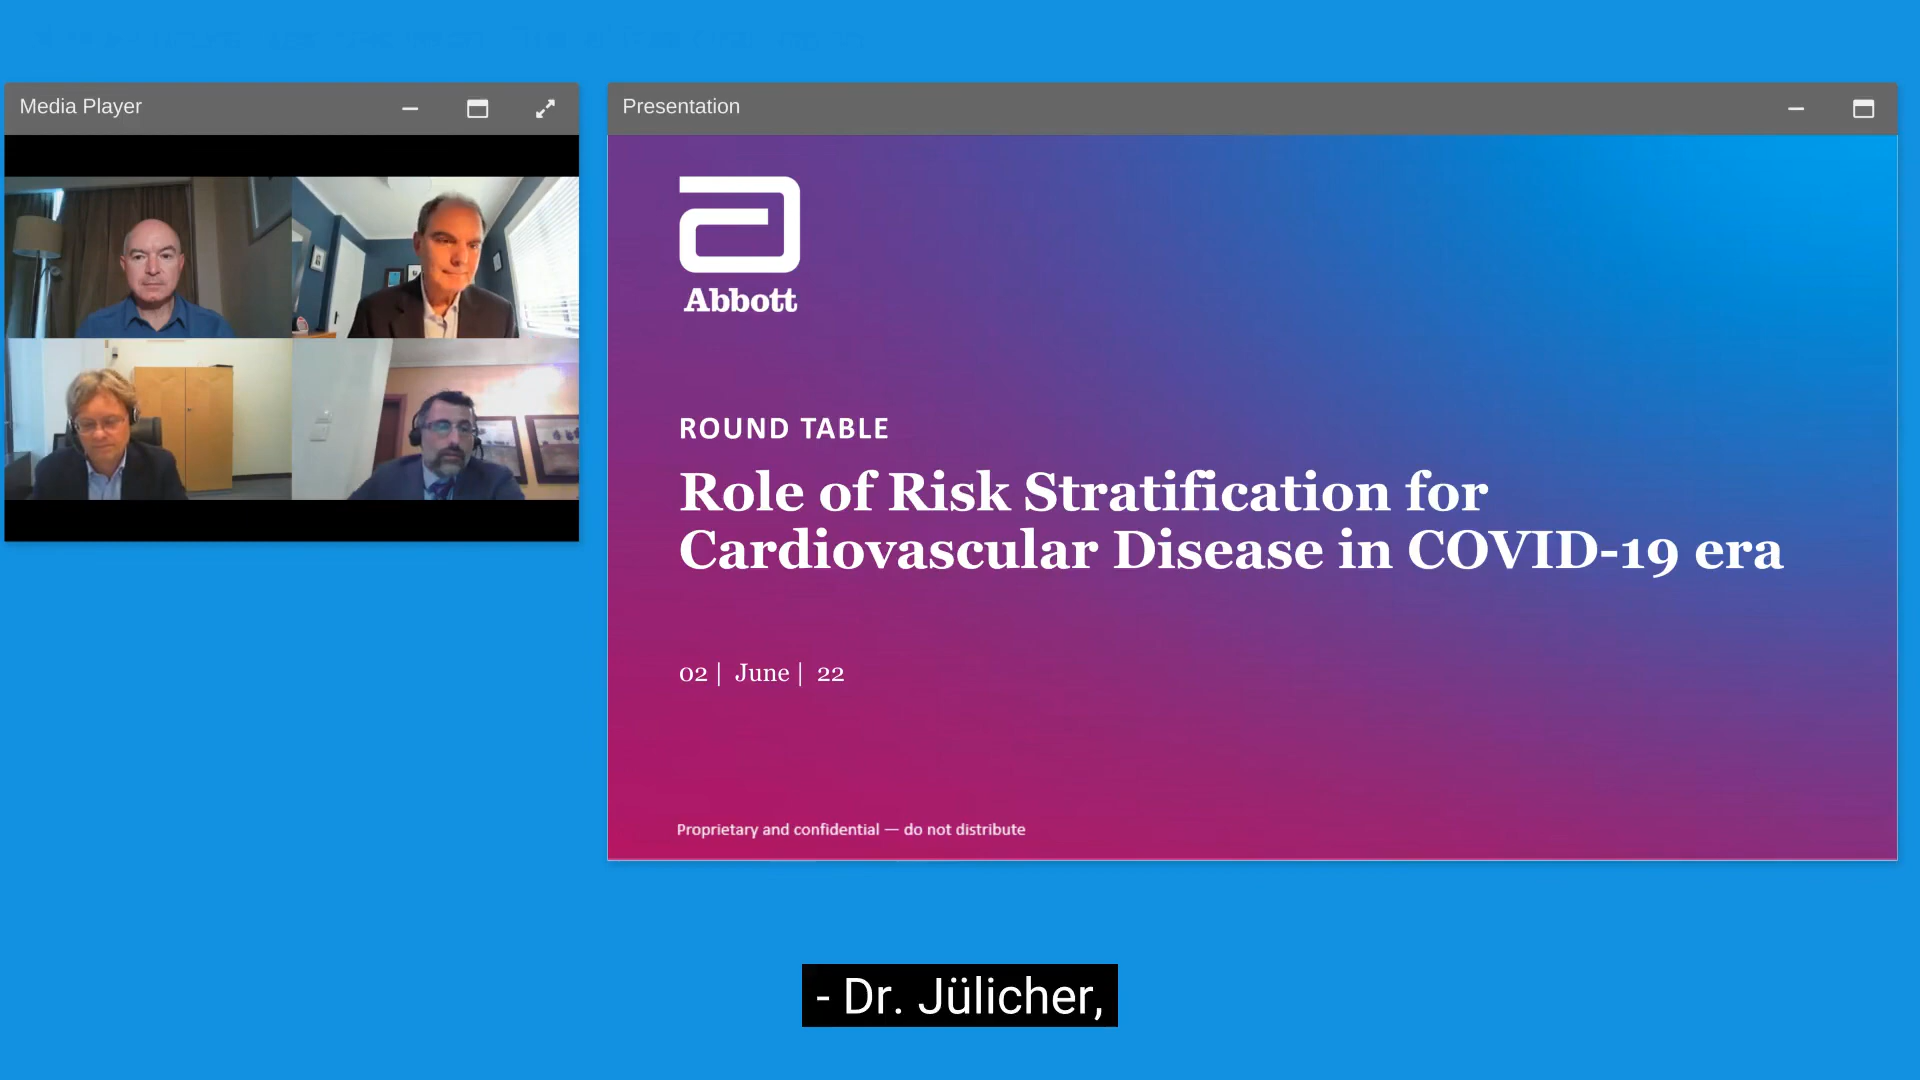 Media Player
Presentation
Abbott
ROUND TABLE
Role of Risk Stratification for
Cardiovascular Disease in COVID-19 era
02 | June | 22
Proprietary and confidential — do not distribute
- Dr. Jülicher,